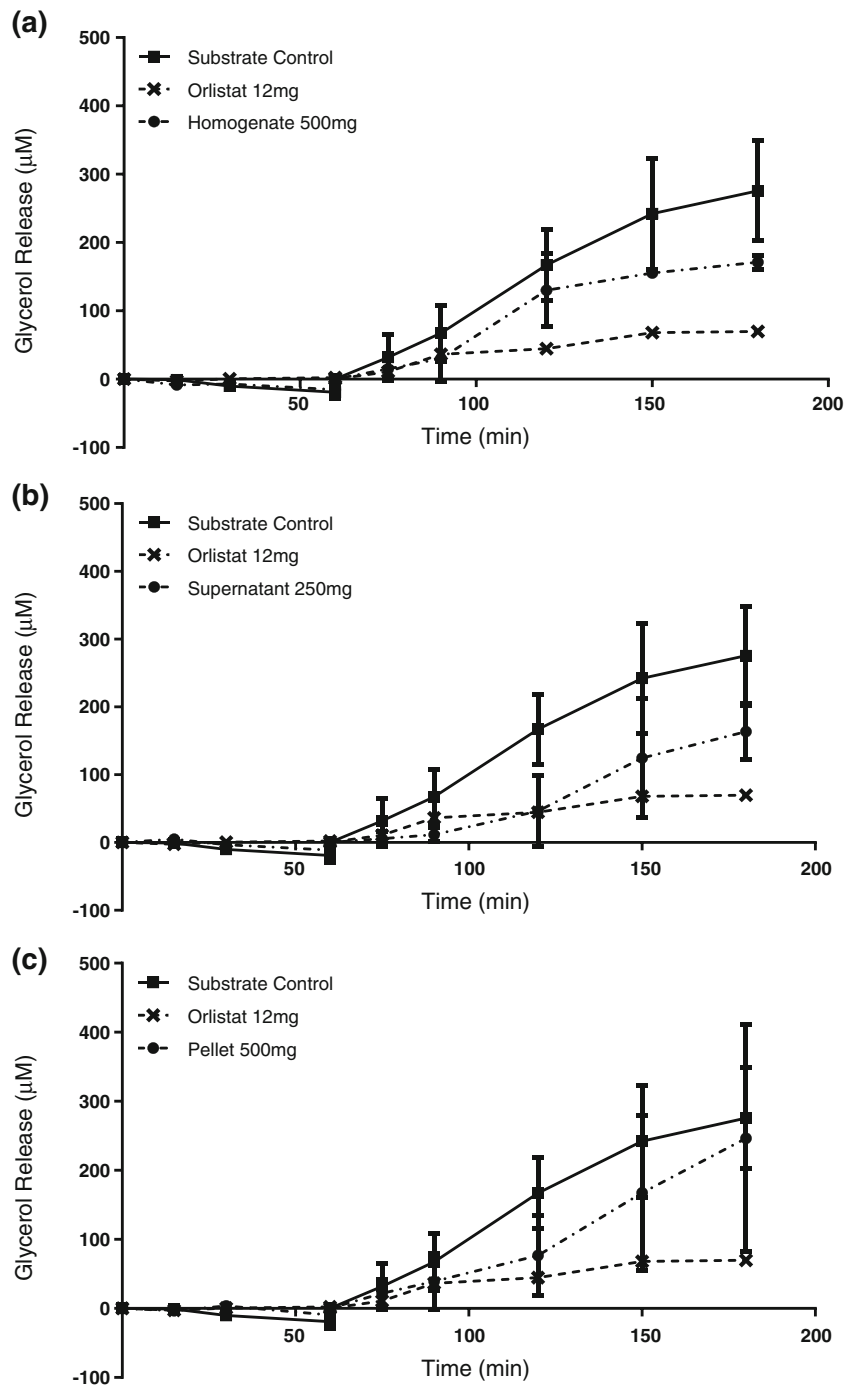 (a)
500
400
300
200
100
0
-100
Glycerol Release (μM)
Substrate Control
Orlistat 12mg
Homogenate 500mg
50
100
150
200
Time (min)
(b)
500
400
300
200
100
0
-100
Glycerol Release (μM)
Substrate Control
Orlistat 12mg
Supernatant 250mg
50
100
150
200
Time (min)
(c)
500
400
300
200
100
0
-100
Glycerol Release (μM)
Substrate Control
Orlistat 12mg
Pellet 500mg
50
100
150
200
Time (min)